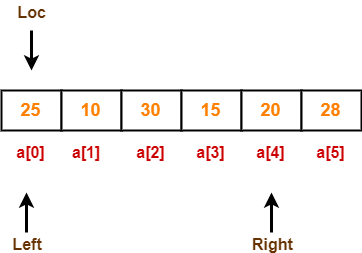 Loc
25 10 30 15 20 28
a[0] a[1] a[2] a[3] a[4] a[5]
Left Right